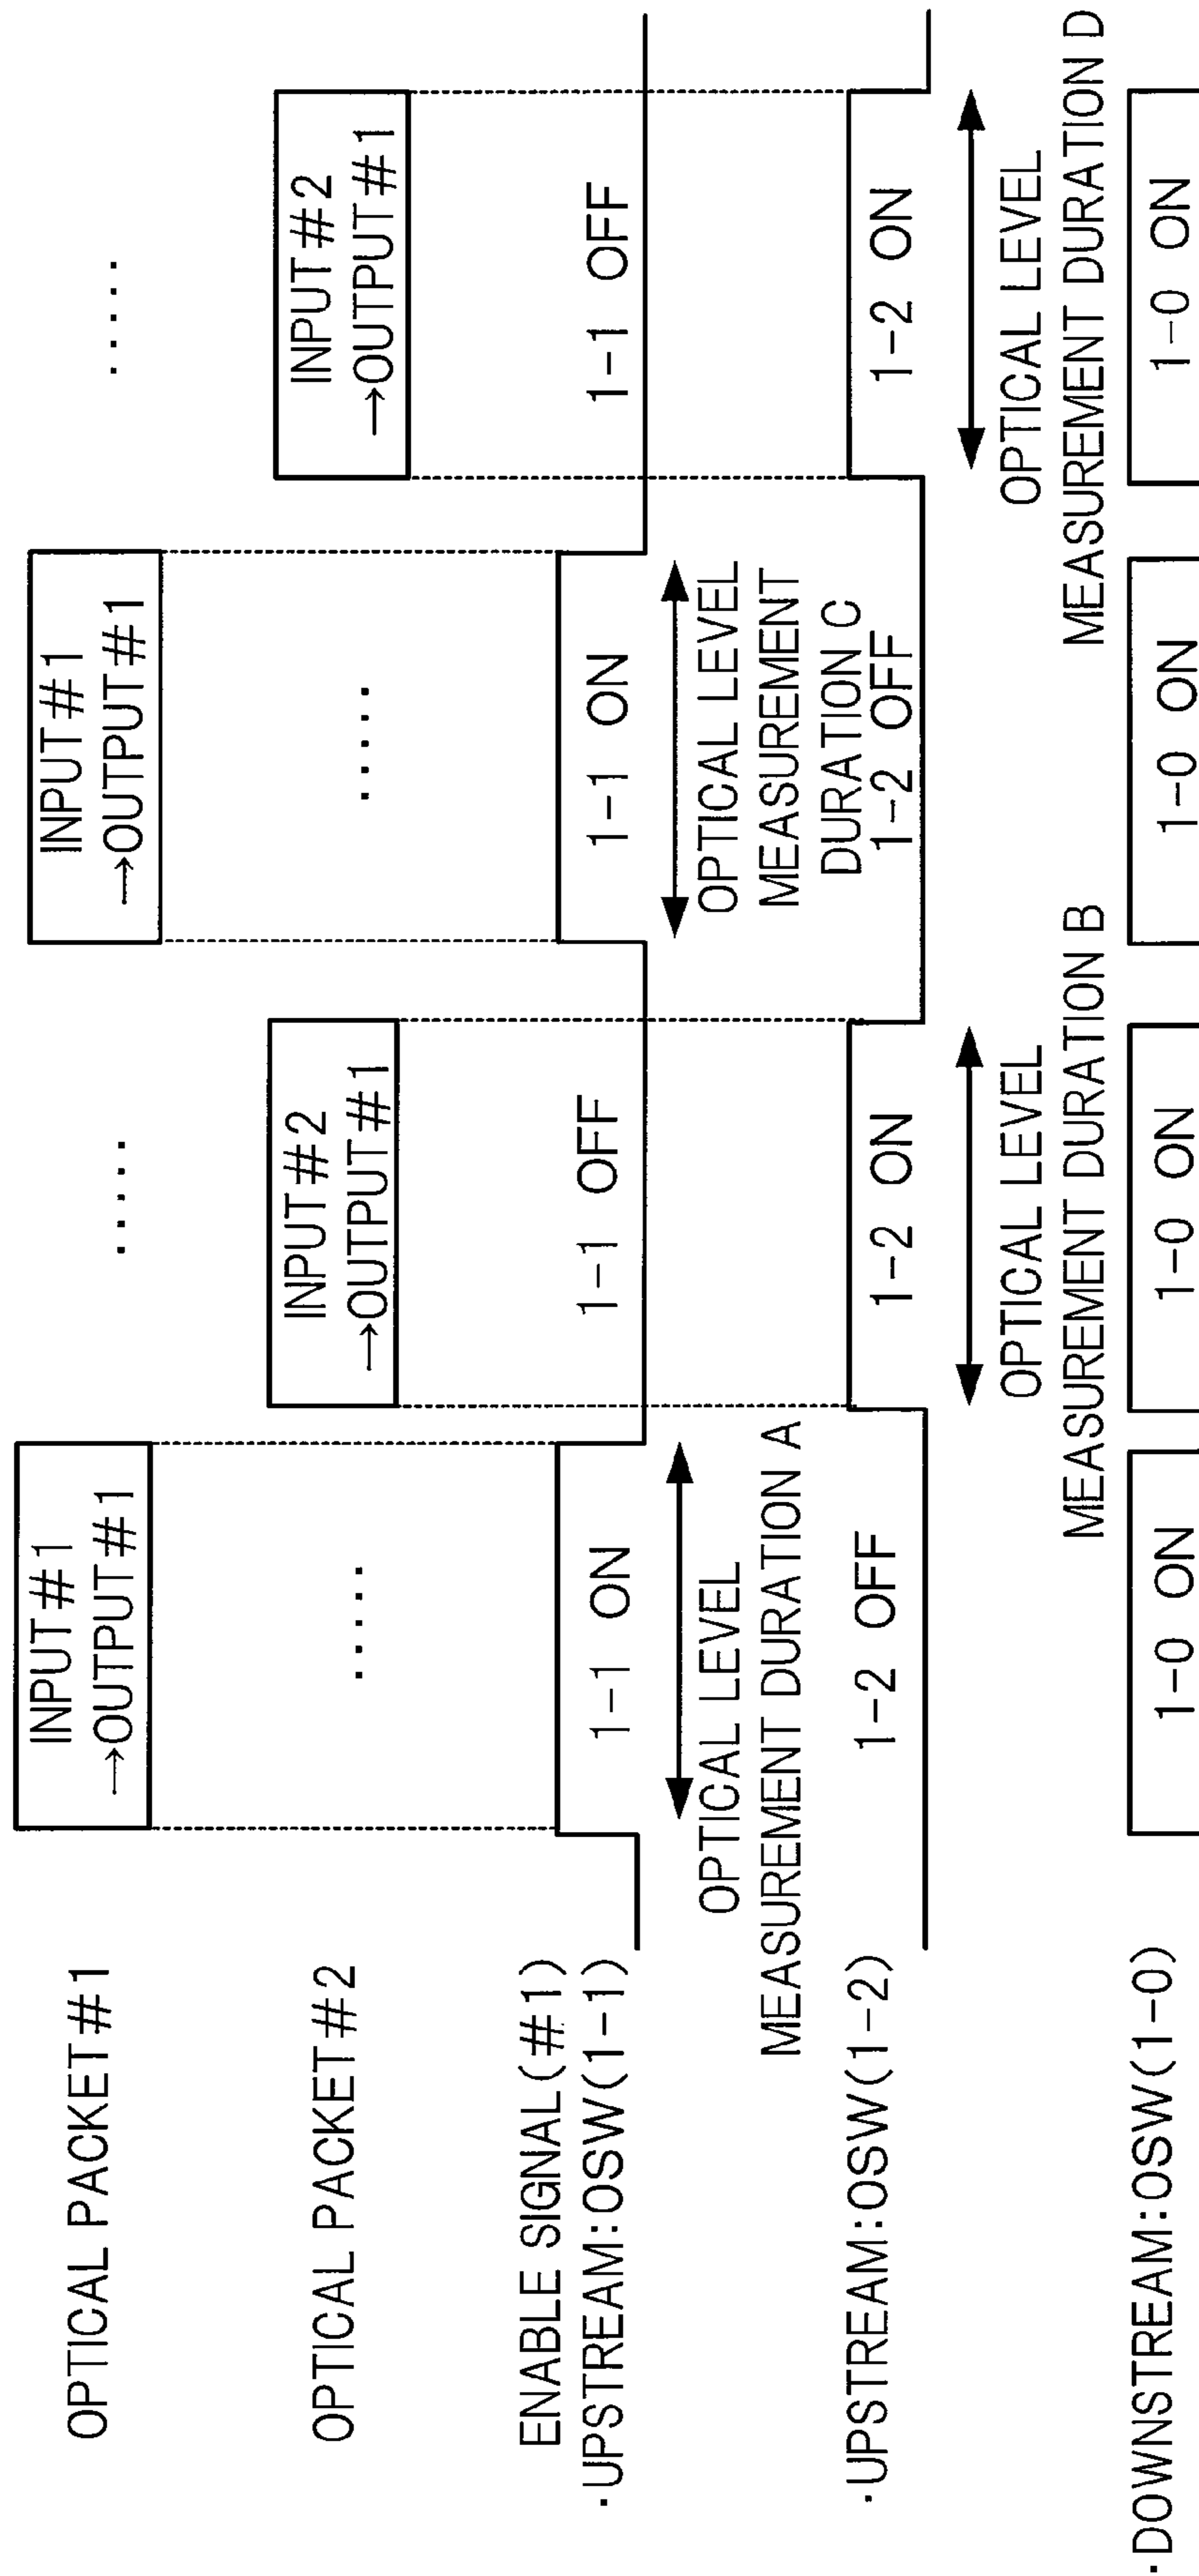 OPTICAL PACKET#1
INPUT#1
→OUTPUT#1
.....
INPUT#1
→OUTPUT#1
.....
OPTICAL PACKET#2
.....
INPUT#2
→OUTPUT#1
.....
INPUT#2
→OUTPUT#1
ENABLE SIGNAL(#1)
·UPSTREAM:OSW(1-1)
1-1 ON
1-1 OFF
1-1 ON
1-1 OFF
OPTICAL LEVEL
MEASUREMENT DURATION A
OPTICAL LEVEL
MEASUREMENT
DURATION C
·UPSTREAM:OSW(1-2)
1-2 OFF
1-2 ON
1-2 OFF
1-2 ON
OPTICAL LEVEL
MEASUREMENT DURATION B
OPTICAL LEVEL
MEASUREMENT DURATION D
·DOWNSTREAM:OSW(1-0)
1-0 ON
1-0 ON
1-0 ON
1-0 ON